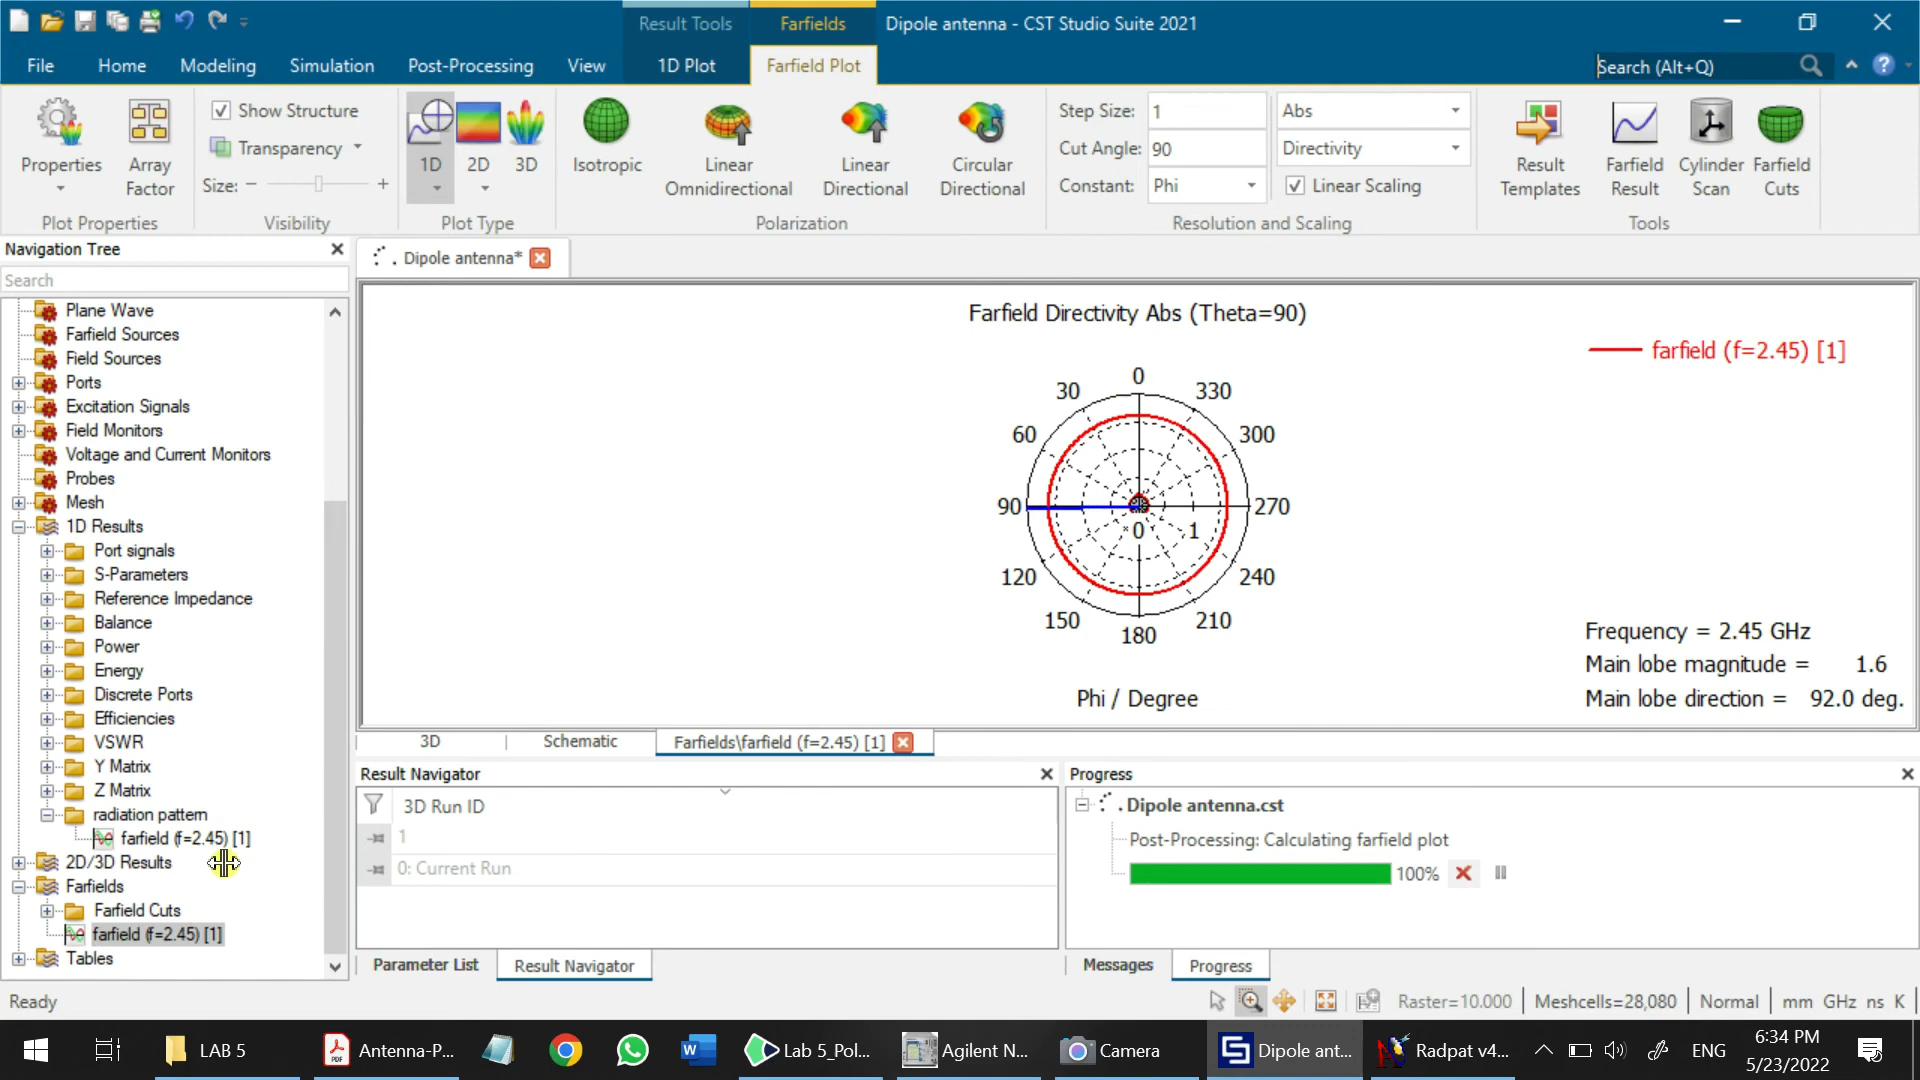 Result Tools
Farfields
Dipole antenna - CST Studio Suite 2021
File
Home
Modeling
Simulation
Post-Processing
View
1D Plot
Farfield Plot
Search (Alt+Q)
Properties
Array
Factor
Plot Properties
Show Structure
Transparency
Size:
Visibility
1D
2D
3D
Plot Type
Isotropic
Linear
Omnidirectional
Linear
Directional
Circular
Directional
Polarization
Step Size: 1
Cut Angle: 90
Constant: Phi
Abs
Directivity
Linear Scaling
Resolution and Scaling
Result
Templates
Farfield
Result
Cylinder
Scan
Farfield
Cuts
Tools
Navigation Tree
Search
Plane Wave
Farfield Sources
Field Sources
Ports
Excitation Signals
Field Monitors
Voltage and Current Monitors
Probes
Mesh
1D Results
Port signals
S-Parameters
Reference Impedance
Balance
Power
Energy
Discrete Ports
Efficiencies
VSWR
Y Matrix
Z Matrix
radiation pattern
farfield (f=2.45) [1]
2D/3D Results
Farfields
Farfield Cuts
farfield (f=2.45) [1]
Tables
Dipole antenna*
Farfield Directivity Abs (Theta=90)
farfield (f=2.45) [1]
0
30
330
60
300
90
270
0
1
120
240
150
210
180
Phi / Degree
Frequency = 2.45 GHz
Main lobe magnitude = 1.6
Main lobe direction = 92.0 deg.
3D
Schematic
Farfields\farfield (f=2.45) [1]
Result Navigator
3D Run ID
1
0: Current Run
Parameter List
Result Navigator
Progress
Dipole antenna.cst
Post-Processing: Calculating farfield plot
100%
Messages
Progress
Ready
Raster=10.000
Meshcells=28,080
Normal
mm GHz ns K
LAB 5
Antenna-P...
Lab 5_Pol...
Agilent N...
Camera
Dipole ant...
Radpat v4...
ENG
6:34 PM
5/23/2022